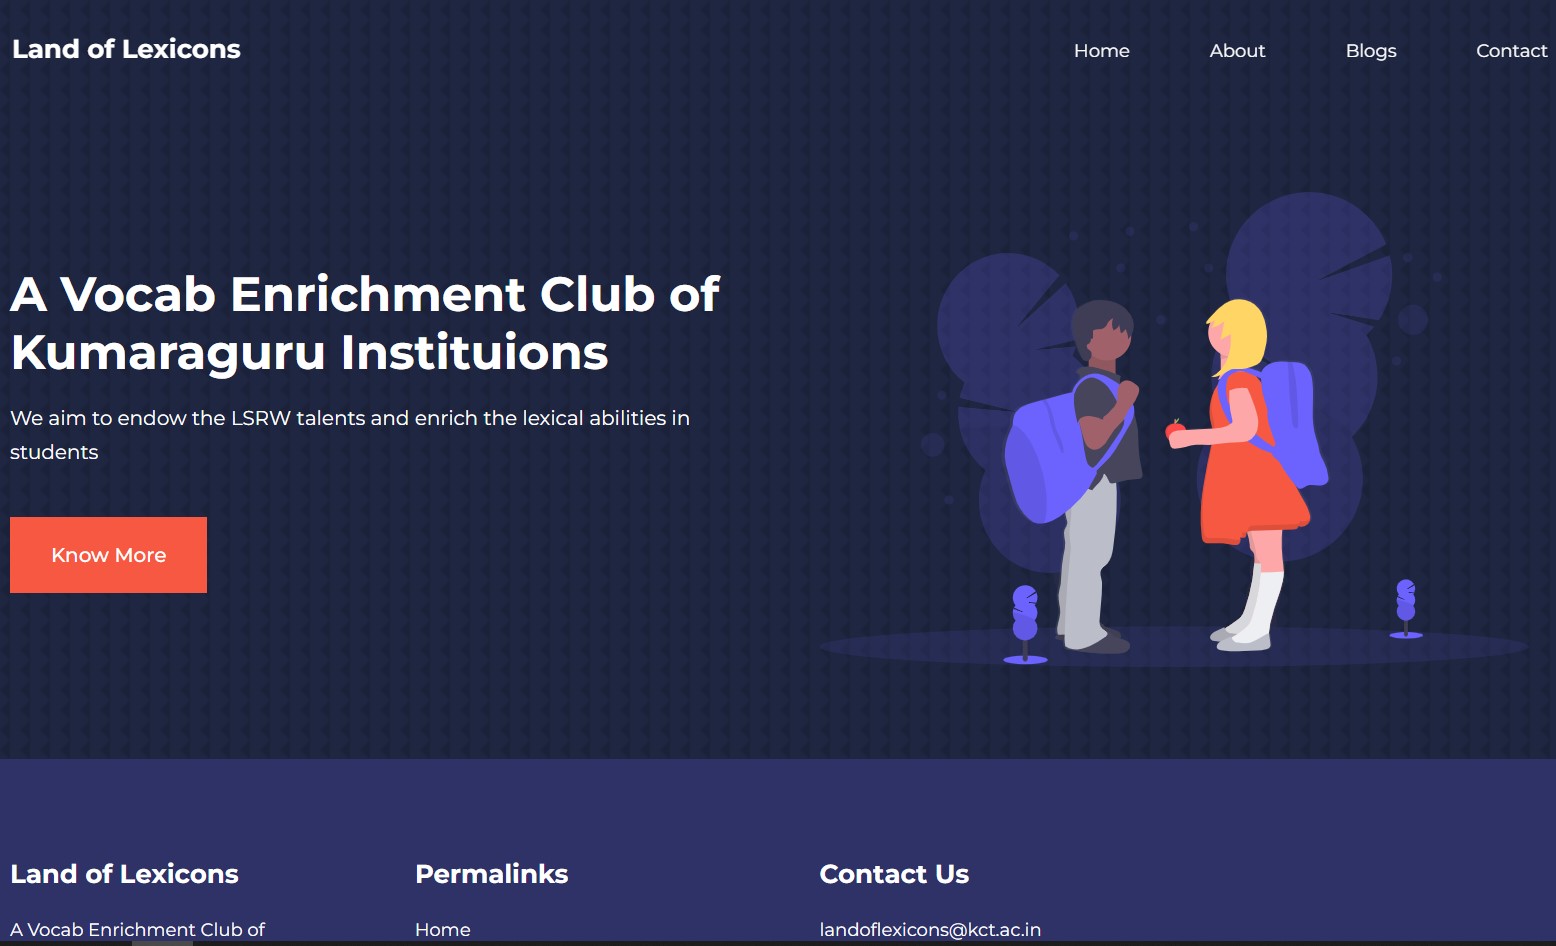 Land of Lexicons
Home
About
Blogs
Contact
A Vocab Enrichment Club of
Kumaraguru Instituions
We aim to endow the LSRW talents and enrich the lexical abilities in
students
Know More
Land of Lexicons
Permalinks
Contact Us
A Vocab Enrichment Club of
Home
landoflexicons@kct.ac.in